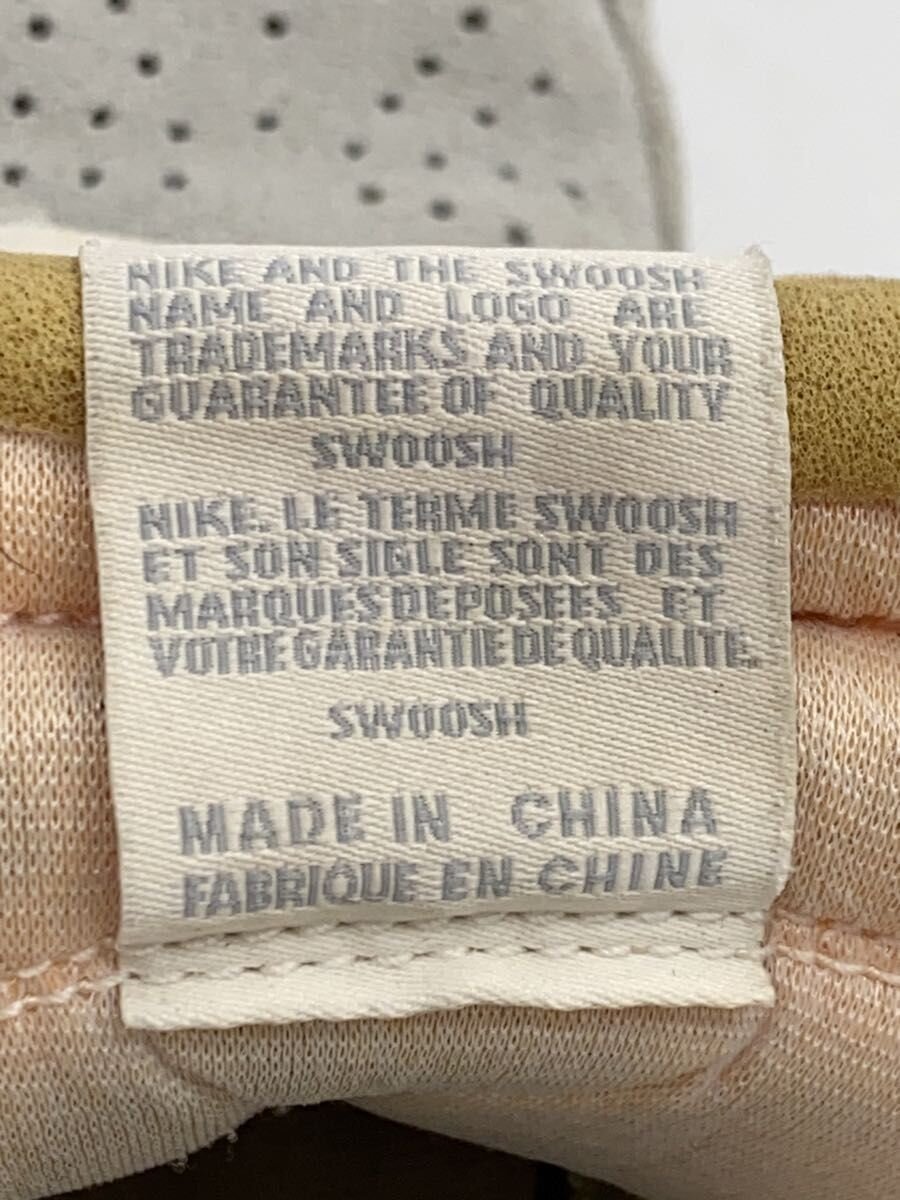 NIKE AND THE SWOOSH
NAME AND LOGO ARE
TRADEMARKS AND YOUR
GUARANTEE OF QUALITY
SWOOSH
NIKE. LE TERME SWOOSH
ET SON SIGLE SONT DES
MARQUES DEPOSEES ET
VOTRE GARANTIE DE QUALITE.
SWOOSH
MADE IN CHINA
FABRIQUE EN CHINE